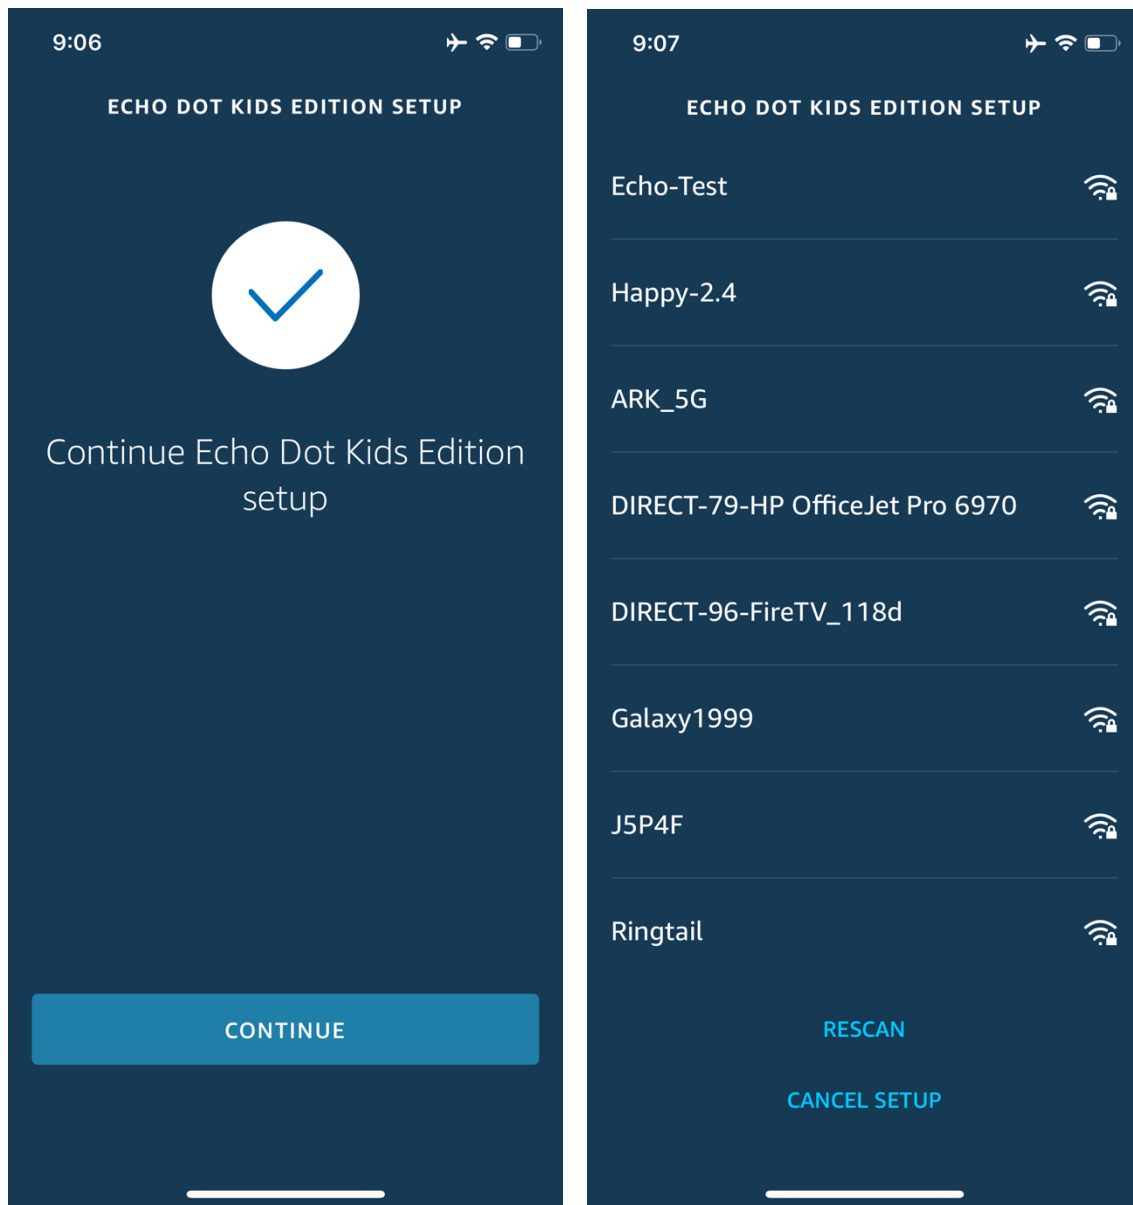 9:06
ECHO DOT KIDS EDITION SETUP
Continue Echo Dot Kids Edition
setup
CONTINUE
9:07
ECHO DOT KIDS EDITION SETUP
Echo-Test
Happy-2.4
ARK_5G
DIRECT-79-HP OfficeJet Pro 6970
DIRECT-96-FireTV_118d
Galaxy1999
J5P4F
Ringtail
RESCAN
CANCEL SETUP